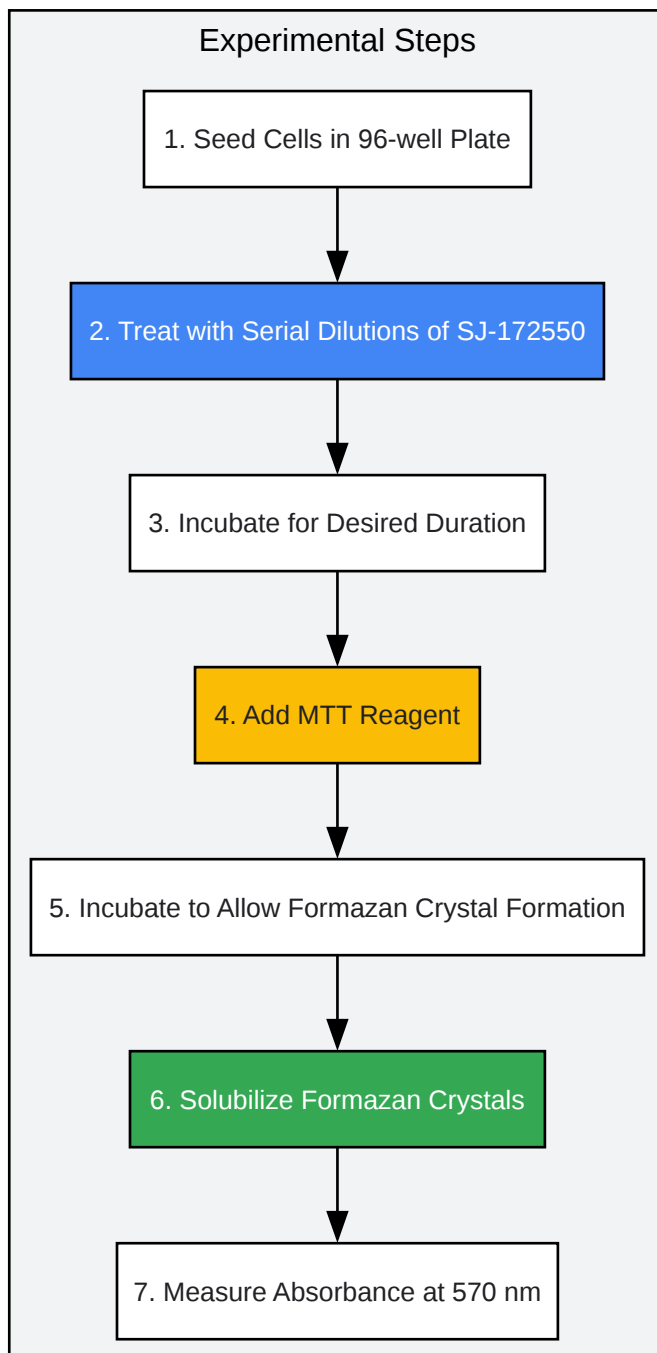 Experimental Steps
1. Seed Cells in 96-well Plate
2. Treat with Serial Dilutions of SJ-172550
3. Incubate for Desired Duration
4. Add MTT Reagent
5. Incubate to Allow Formazan Crystal Formation
6. Solubilize Formazan Crystals
7. Measure Absorbance at 570 nm